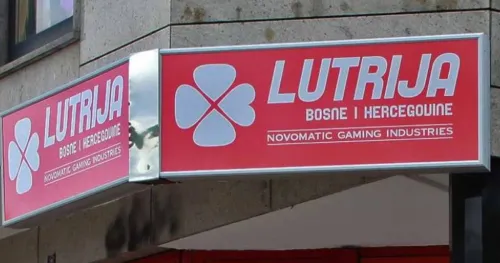 LUTRIJA
BOSNE I HERCEGOVINE
NOVOMATIC GAMING INDUSTRIES
LUTRIJA
BOSNE I HERCEGOVINE
NOVOMATIC GAMING INDUSTRIES